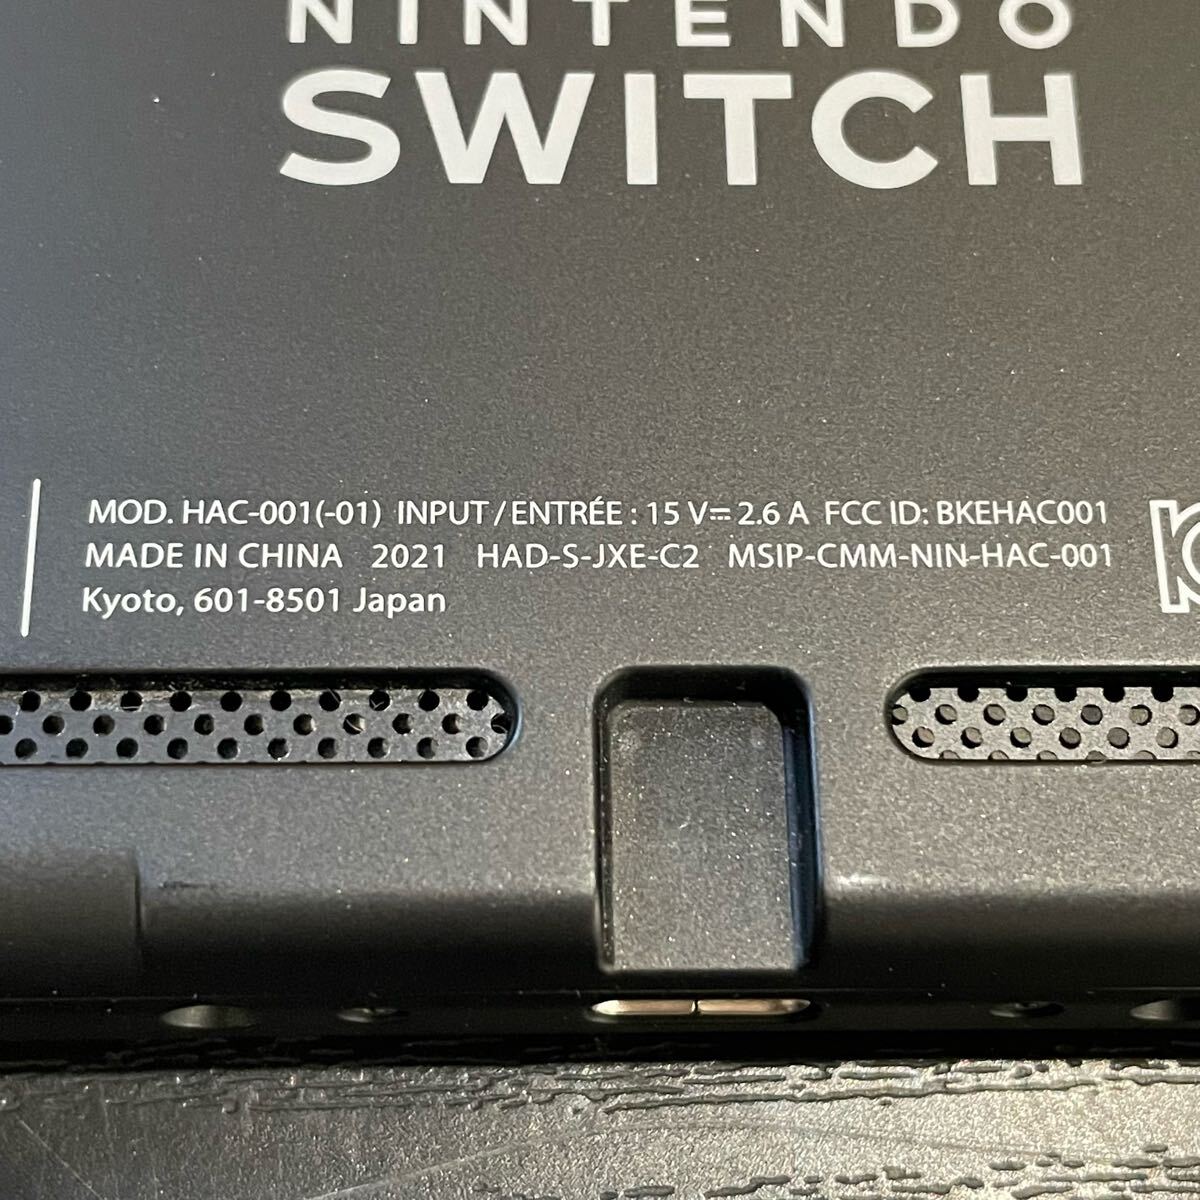 NINTENDO
SWITCH
MOD. HAC-001(-01) INPUT/ENTRÉE : 15 V⎓ 2.6 A FCC ID: BKEHAC001
MADE IN CHINA 2021 HAD-S-JXE-C2 MSIP-CMM-NIN-HAC-001
Kyoto, 601-8501 Japan